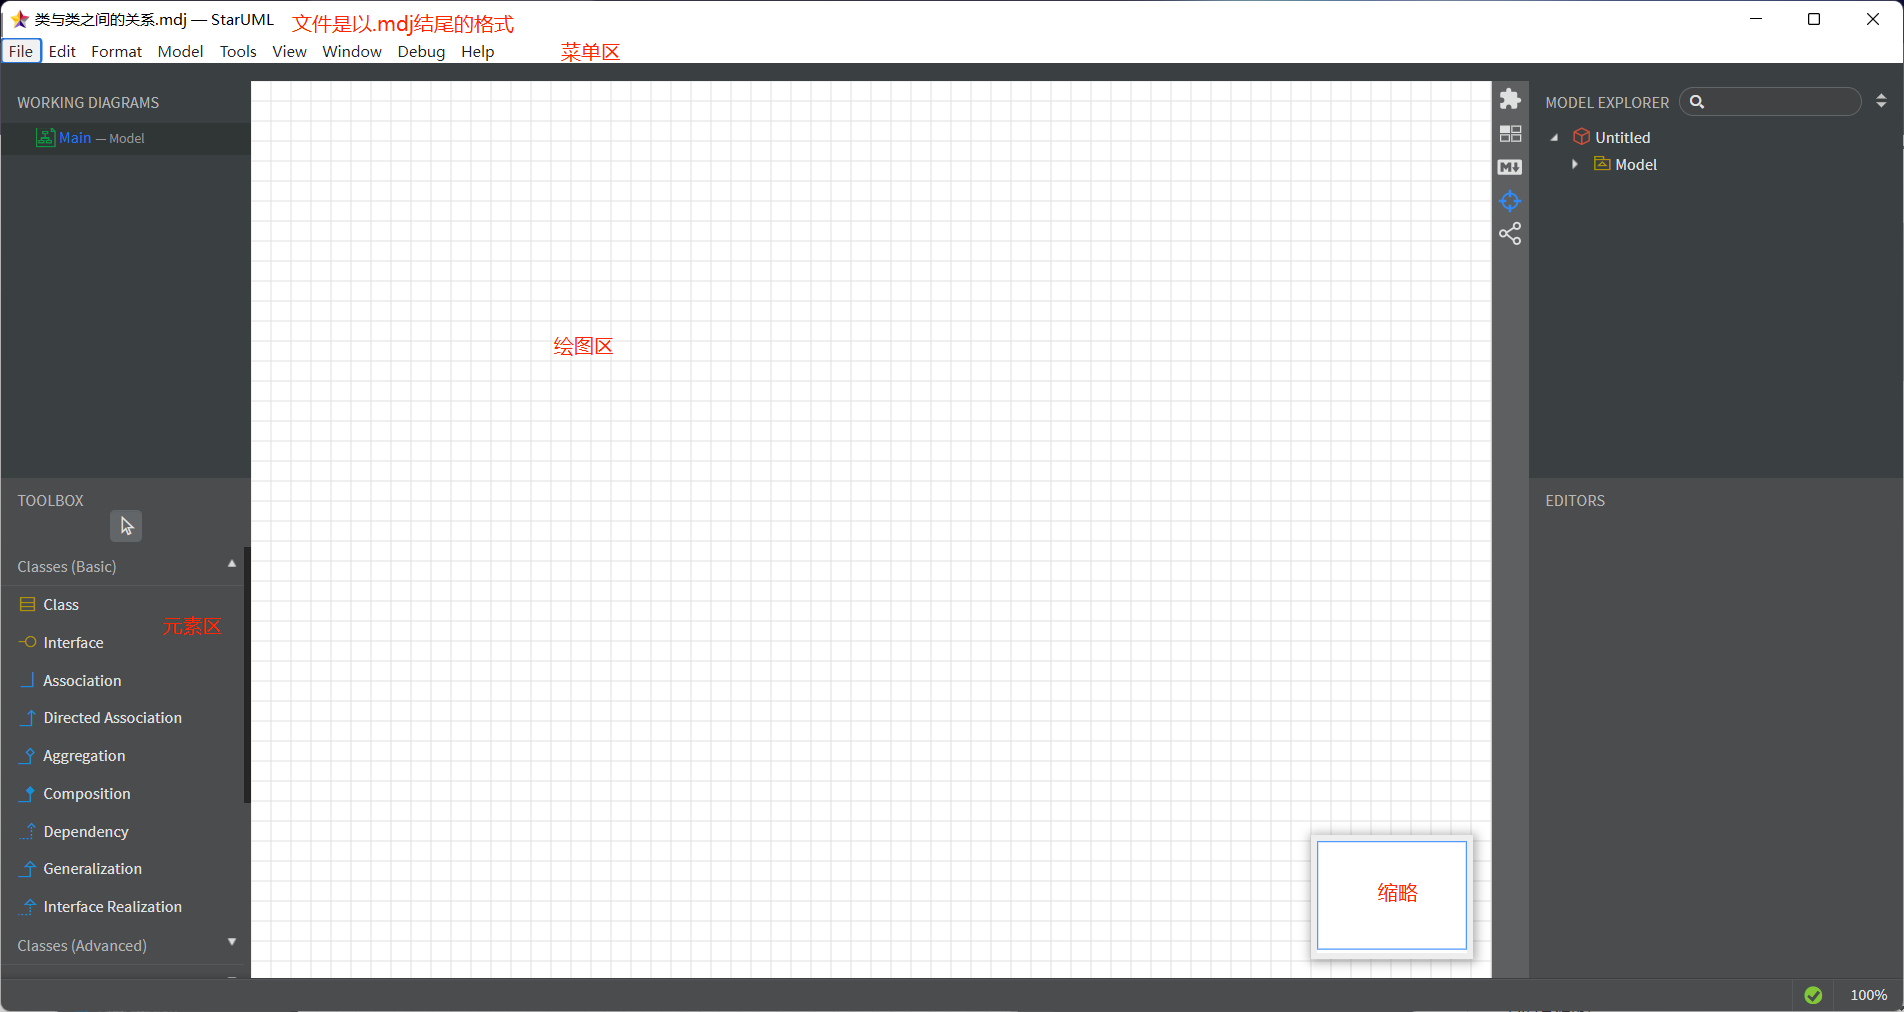 类与类之间的关系.mdj — StarUML 文件是以.mdj结尾的格式
File Edit Format Model Tools View Window Debug Help 菜单区
WORKING DIAGRAMS
Main — Model
绘图区
TOOLBOX
Classes (Basic)
Class
元素区
Interface
Association
Directed Association
Aggregation
Composition
Dependency
Generalization
Interface Realization
Classes (Advanced)
缩略
M
MODEL EXPLORER
Untitled
Model
EDITORS
100%